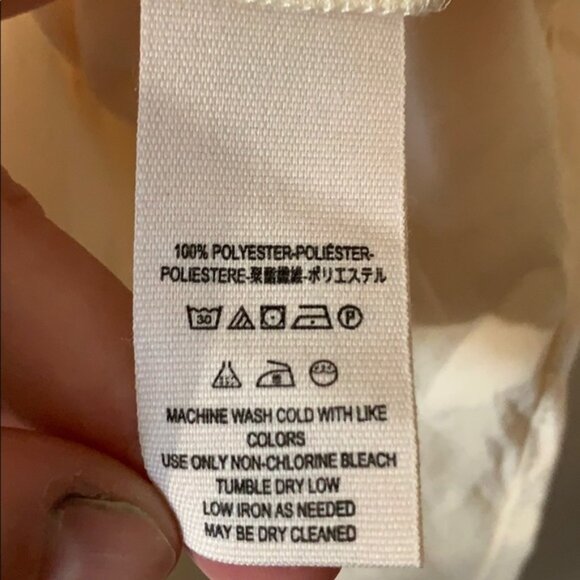 100% POLYESTER-POLIÉSTER-
POLIESTERE-聚酯纖維-ポリエステル
30 P
MACHINE WASH COLD WITH LIKE
COLORS
USE ONLY NON-CHLORINE BLEACH
TUMBLE DRY LOW
LOW IRON AS NEEDED
MAY BE DRY CLEANED